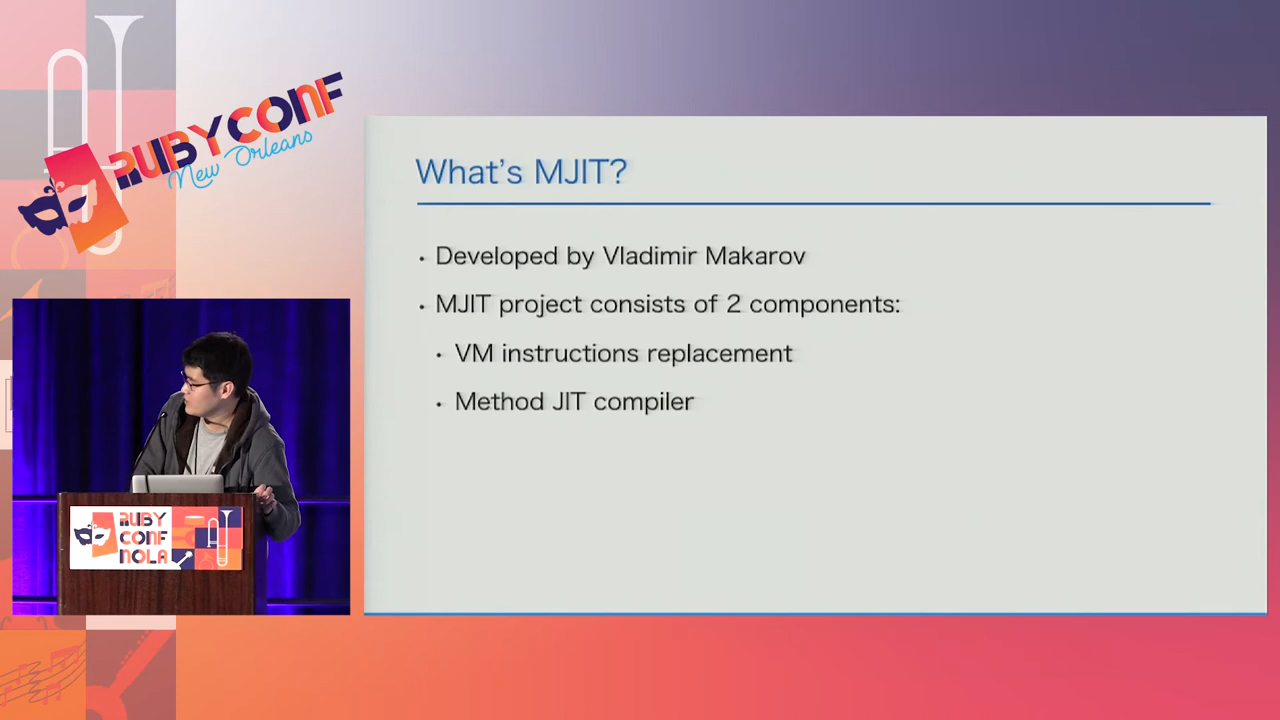 RUBYCONF
New Orleans
What's MJIT?
• Developed by Vladimir Makarov
• MJIT project consists of 2 components:
• VM instructions replacement
• Method JIT compiler
RUBY
CONF
NOLA